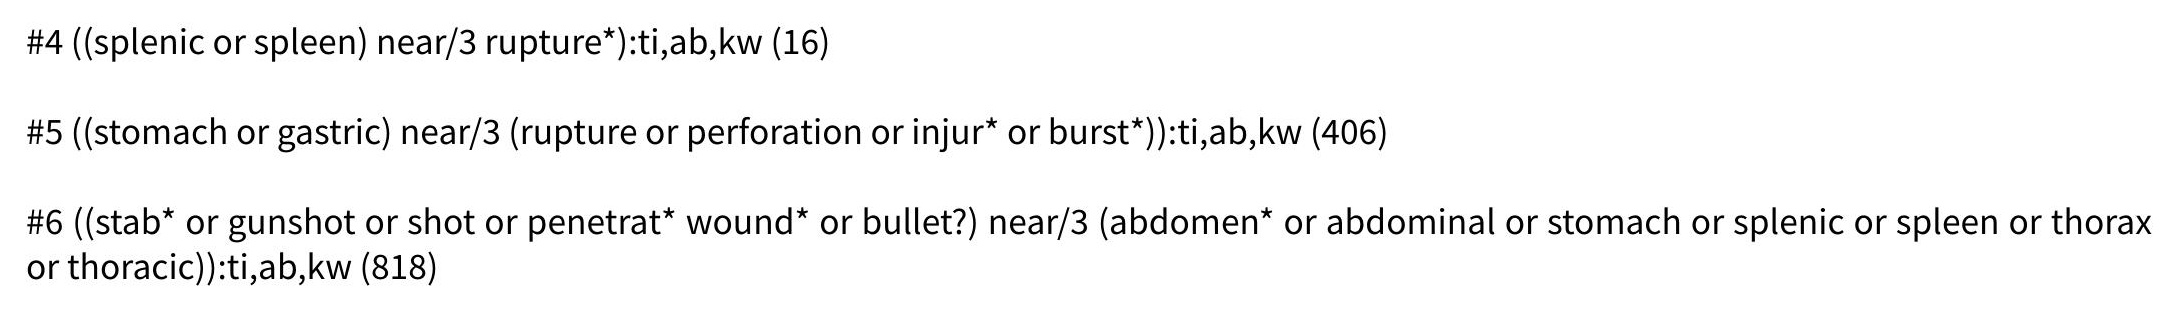 #4 ((splenic or spleen) near/3 rupture*):ti,ab,kw (16)
#5 ((stomach or gastric) near/3 (rupture or perforation or injur* or burst*)):ti,ab,kw (406)
#6 ((stab* or gunshot or shot or penetrat* wound* or bullet?) near/3 (abdomen* or abdominal or stomach or splenic or spleen or thorax
or thoracic)):ti,ab,kw (818)